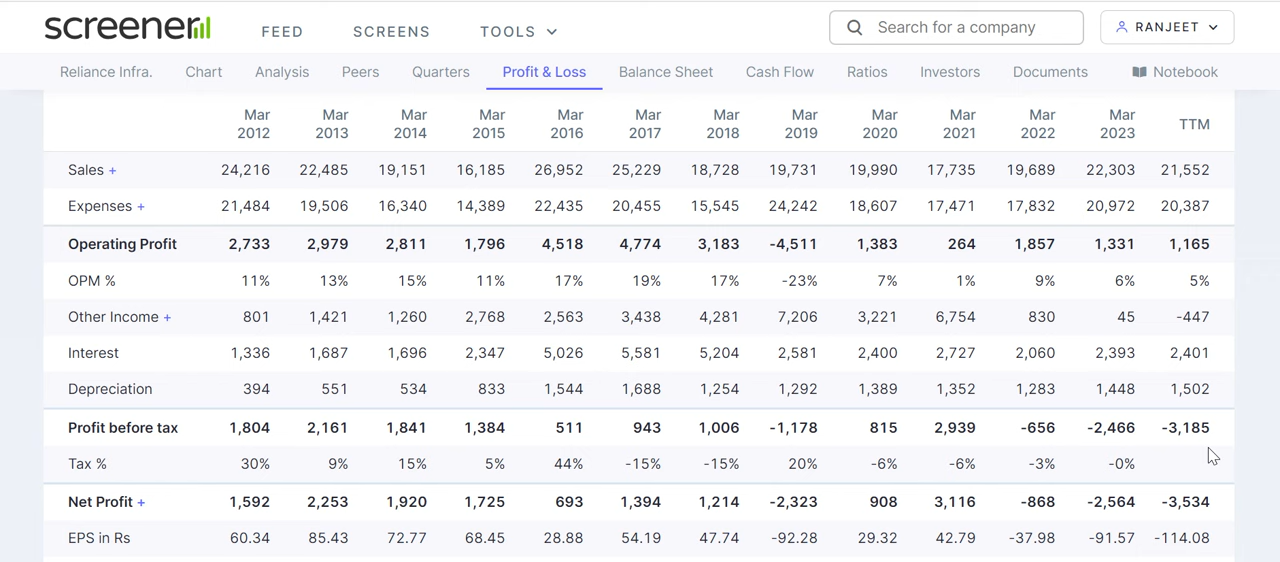 screener
FEED SCREENS TOOLS Search for a company RANJEET
Reliance Infra. Chart Analysis Peers Quarters Profit & Loss Balance Sheet Cash Flow Ratios Investors Documents Notebook
Mar 2012 Mar 2013 Mar 2014 Mar 2015 Mar 2016 Mar 2017 Mar 2018 Mar 2019 Mar 2020 Mar 2021 Mar 2022 Mar 2023 TTM
Sales + 24,216 22,485 19,151 16,185 26,952 25,229 18,728 19,731 19,990 17,735 19,689 22,303 21,552
Expenses + 21,484 19,506 16,340 14,389 22,435 20,455 15,545 24,242 18,607 17,471 17,832 20,972 20,387
Operating Profit 2,733 2,979 2,811 1,796 4,518 4,774 3,183 -4,511 1,383 264 1,857 1,331 1,165
OPM % 11% 13% 15% 11% 17% 19% 17% -23% 7% 1% 9% 6% 5%
Other Income + 801 1,421 1,260 2,768 2,563 3,438 4,281 7,206 3,221 6,754 830 45 -447
Interest 1,336 1,687 1,696 2,347 5,026 5,581 5,204 2,581 2,400 2,727 2,060 2,393 2,401
Depreciation 394 551 534 833 1,544 1,688 1,254 1,292 1,389 1,352 1,283 1,448 1,502
Profit before tax 1,804 2,161 1,841 1,384 511 943 1,006 -1,178 815 2,939 -656 -2,466 -3,185
Tax % 30% 9% 15% 5% 44% -15% -15% 20% -6% -6% -3% -0%
Net Profit + 1,592 2,253 1,920 1,725 693 1,394 1,214 -2,323 908 3,116 -868 -2,564 -3,534
EPS in Rs 60.34 85.43 72.77 68.45 28.88 54.19 47.74 -92.28 29.32 42.79 -37.98 -91.57 -114.08